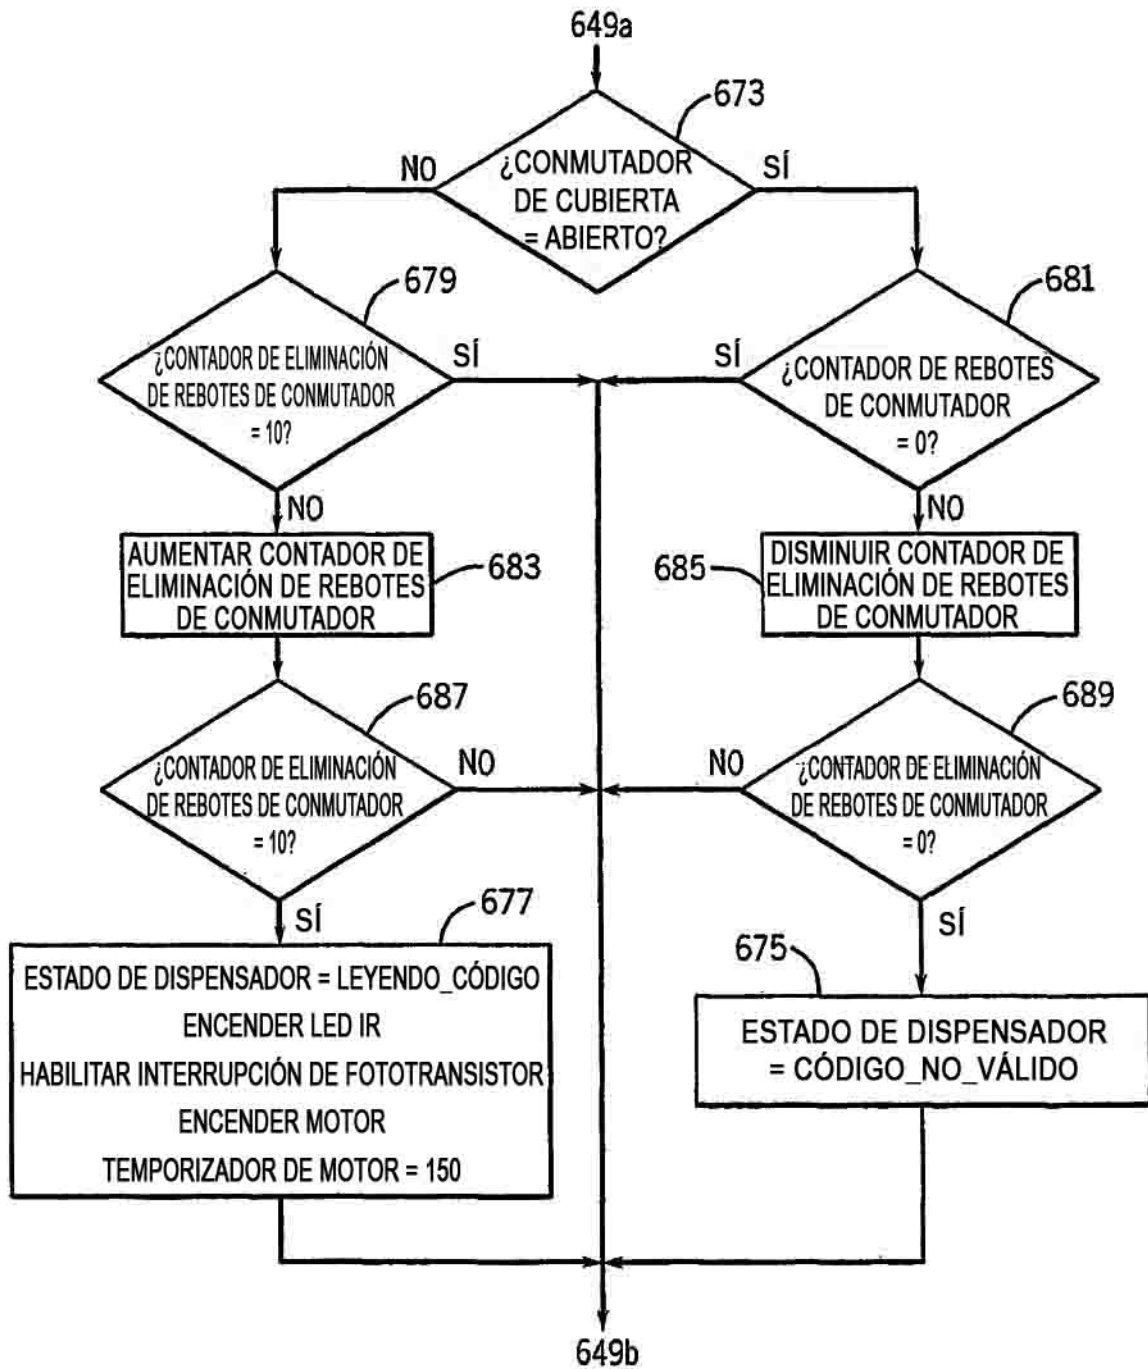 649a
673
NO
¿CONMUTADOR
DE CUBIERTA
= ABIERTO?
SÍ
679
¿CONTADOR DE ELIMINACIÓN
DE REBOTES DE CONMUTADOR
= 10?
SÍ
681
SÍ
¿CONTADOR DE REBOTES
DE CONMUTADOR
= 0?
NO
AUMENTAR CONTADOR DE
ELIMINACIÓN DE REBOTES
DE CONMUTADOR
683
NO
685
DISMINUIR CONTADOR DE
ELIMINACIÓN DE REBOTES
DE CONMUTADOR
687
¿CONTADOR DE ELIMINACIÓN
DE REBOTES DE CONMUTADOR
= 10?
NO
689
NO
¿CONTADOR DE ELIMINACIÓN
DE REBOTES DE CONMUTADOR
= 0?
SÍ
677
ESTADO DE DISPENSADOR = LEYENDO_CÓDIGO
ENCENDER LED IR
HABILITAR INTERRUPCIÓN DE FOTOTRANSISTOR
ENCENDER MOTOR
TEMPORIZADOR DE MOTOR = 150
SÍ
675
ESTADO DE DISPENSADOR
= CÓDIGO_NO_VÁLIDO
649b